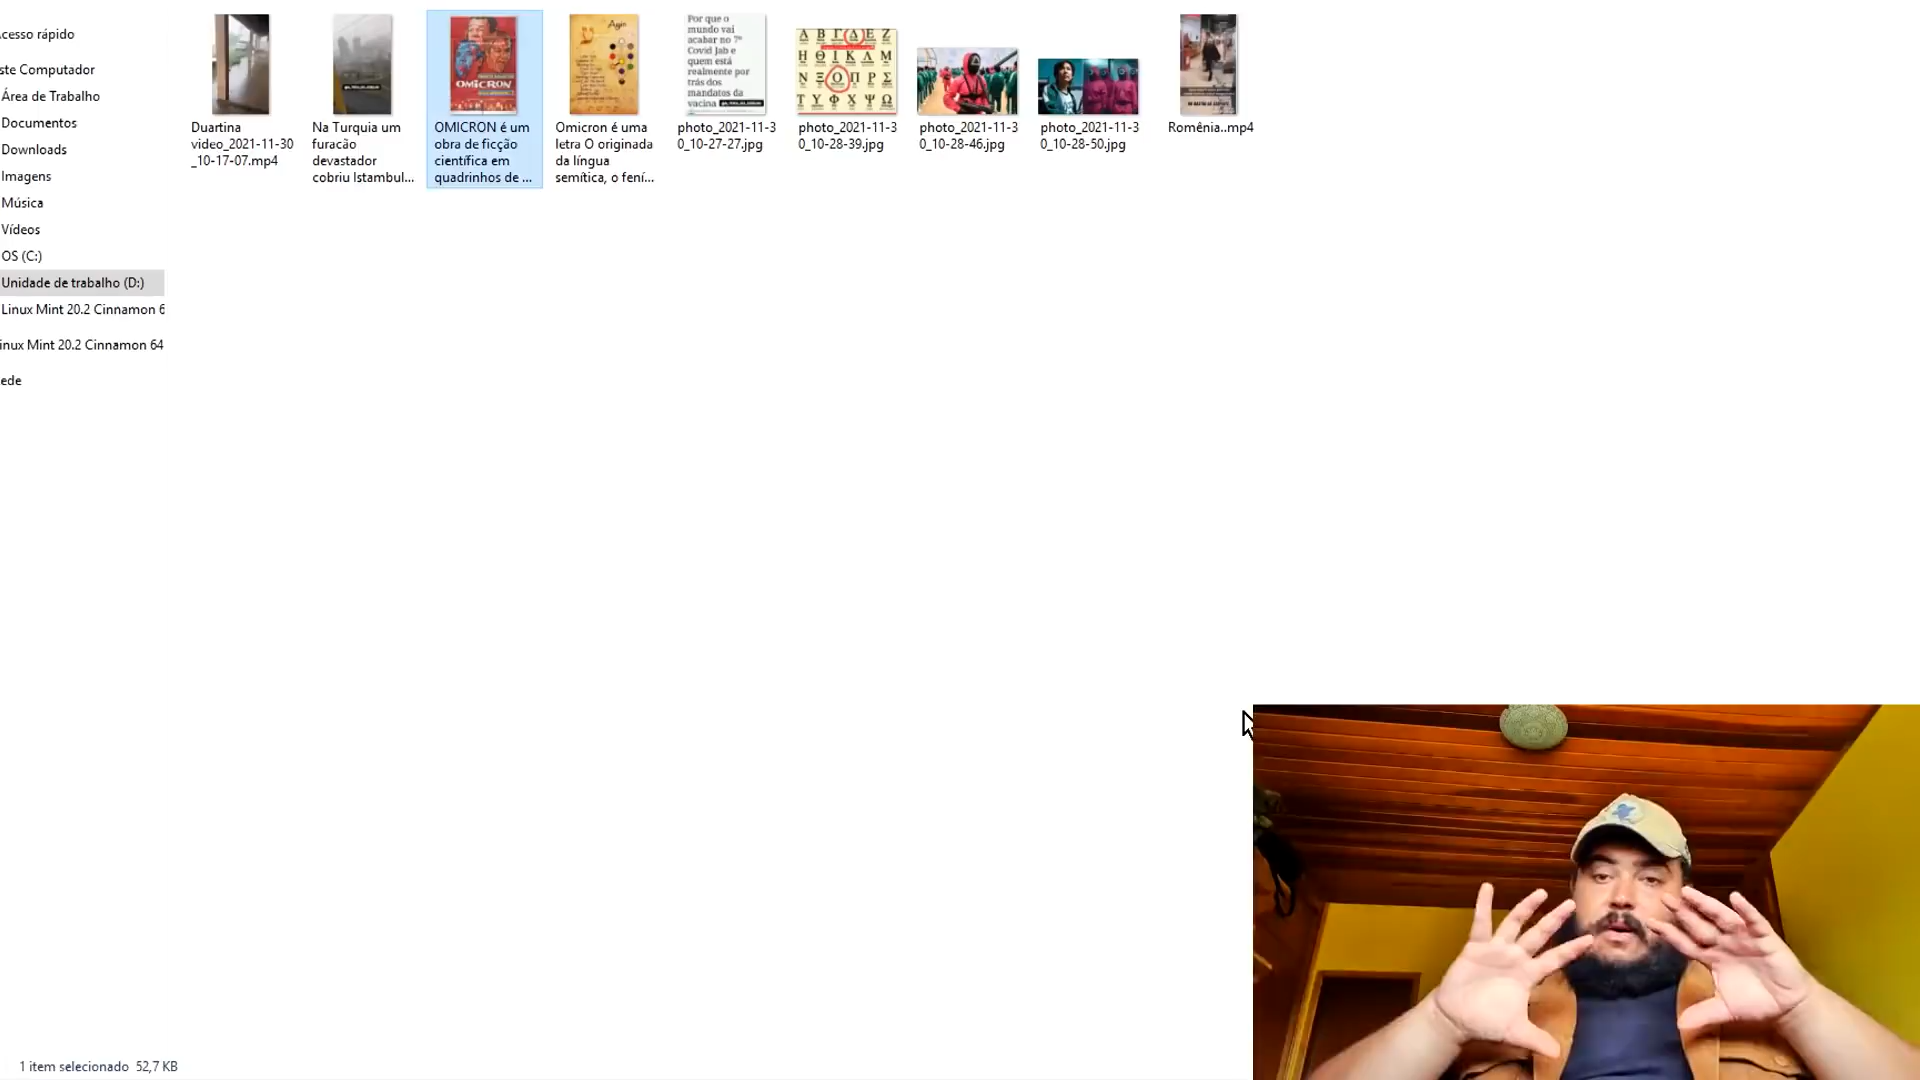 cesso rápido
ste Computador
Área de Trabalho
Documentos
Downloads
Imagens
Música
Vídeos
OS (C:)
Unidade de trabalho (D:)
Linux Mint 20.2 Cinnamon 6
inux Mint 20.2 Cinnamon 64
ede
Duartina
video_2021-11-30
_10-17-07.mp4
Na Turquia um
furacão
devastador
cobriu Istambul...
OMICRON
OMICRON é um
obra de ficção
científica em
quadrinhos de ...
Omicron é uma
letra O originada
da língua
semítica, o fení...
Por que o
mundo vai
acabar no 7º
Covid Jab e
quem está
realmente por
trás dos
mandatos da
vacina
photo_2021-11-3
0_10-27-27.jpg
Α Β Γ Δ Ε Ζ
Η Θ Ι Κ Λ Μ
Ν Ξ Ο Π Ρ Σ
Τ Υ Φ Χ Ψ Ω
photo_2021-11-3
0_10-28-39.jpg
photo_2021-11-3
0_10-28-46.jpg
photo_2021-11-3
0_10-28-50.jpg
Romênia..mp4
1 item selecionado 52,7 KB